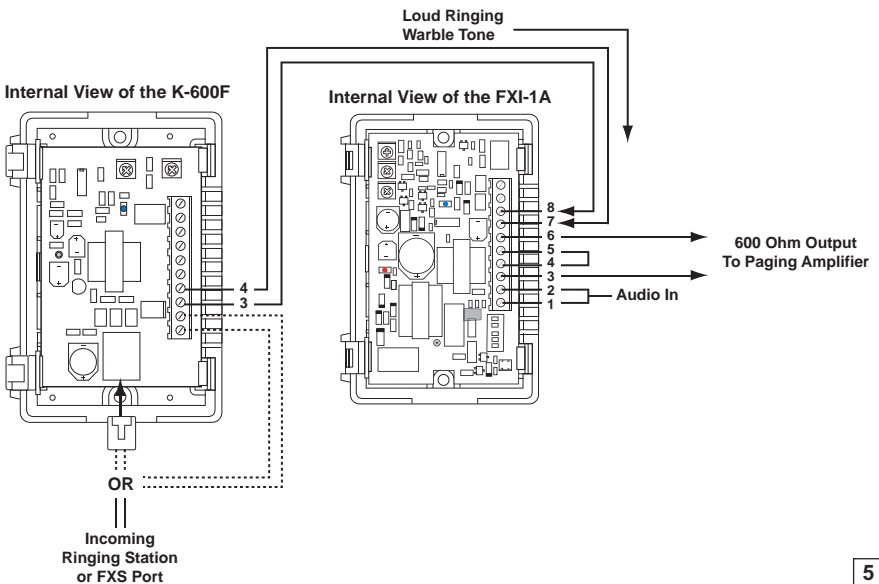 Loud Ringing
Warble Tone
Internal View of the K-600F
Internal View of the FXI-1A
8
7
6
5
4
3
2
1
4
3
600 Ohm Output
To Paging Amplifier
Audio In
OR
Incoming
Ringing Station
or FXS Port
5